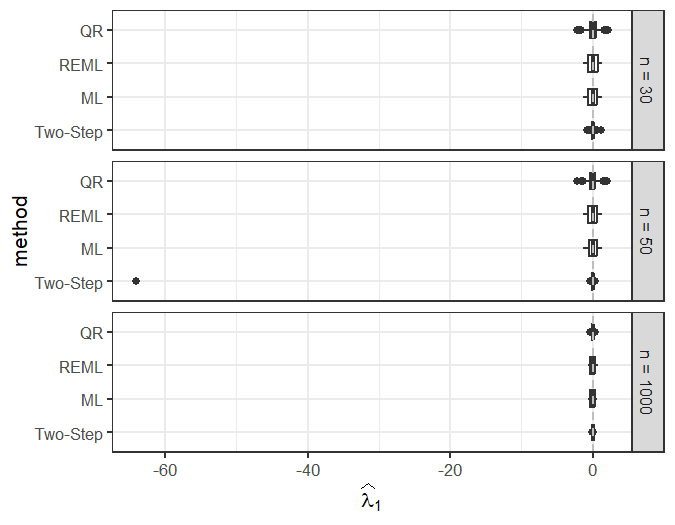 QR
REML
ML
Two-Step
n = 30
QR
REML
ML
Two-Step
n = 50
QR
REML
ML
Two-Step
n = 1000
method
-60
-40
-20
0
λ̂₁